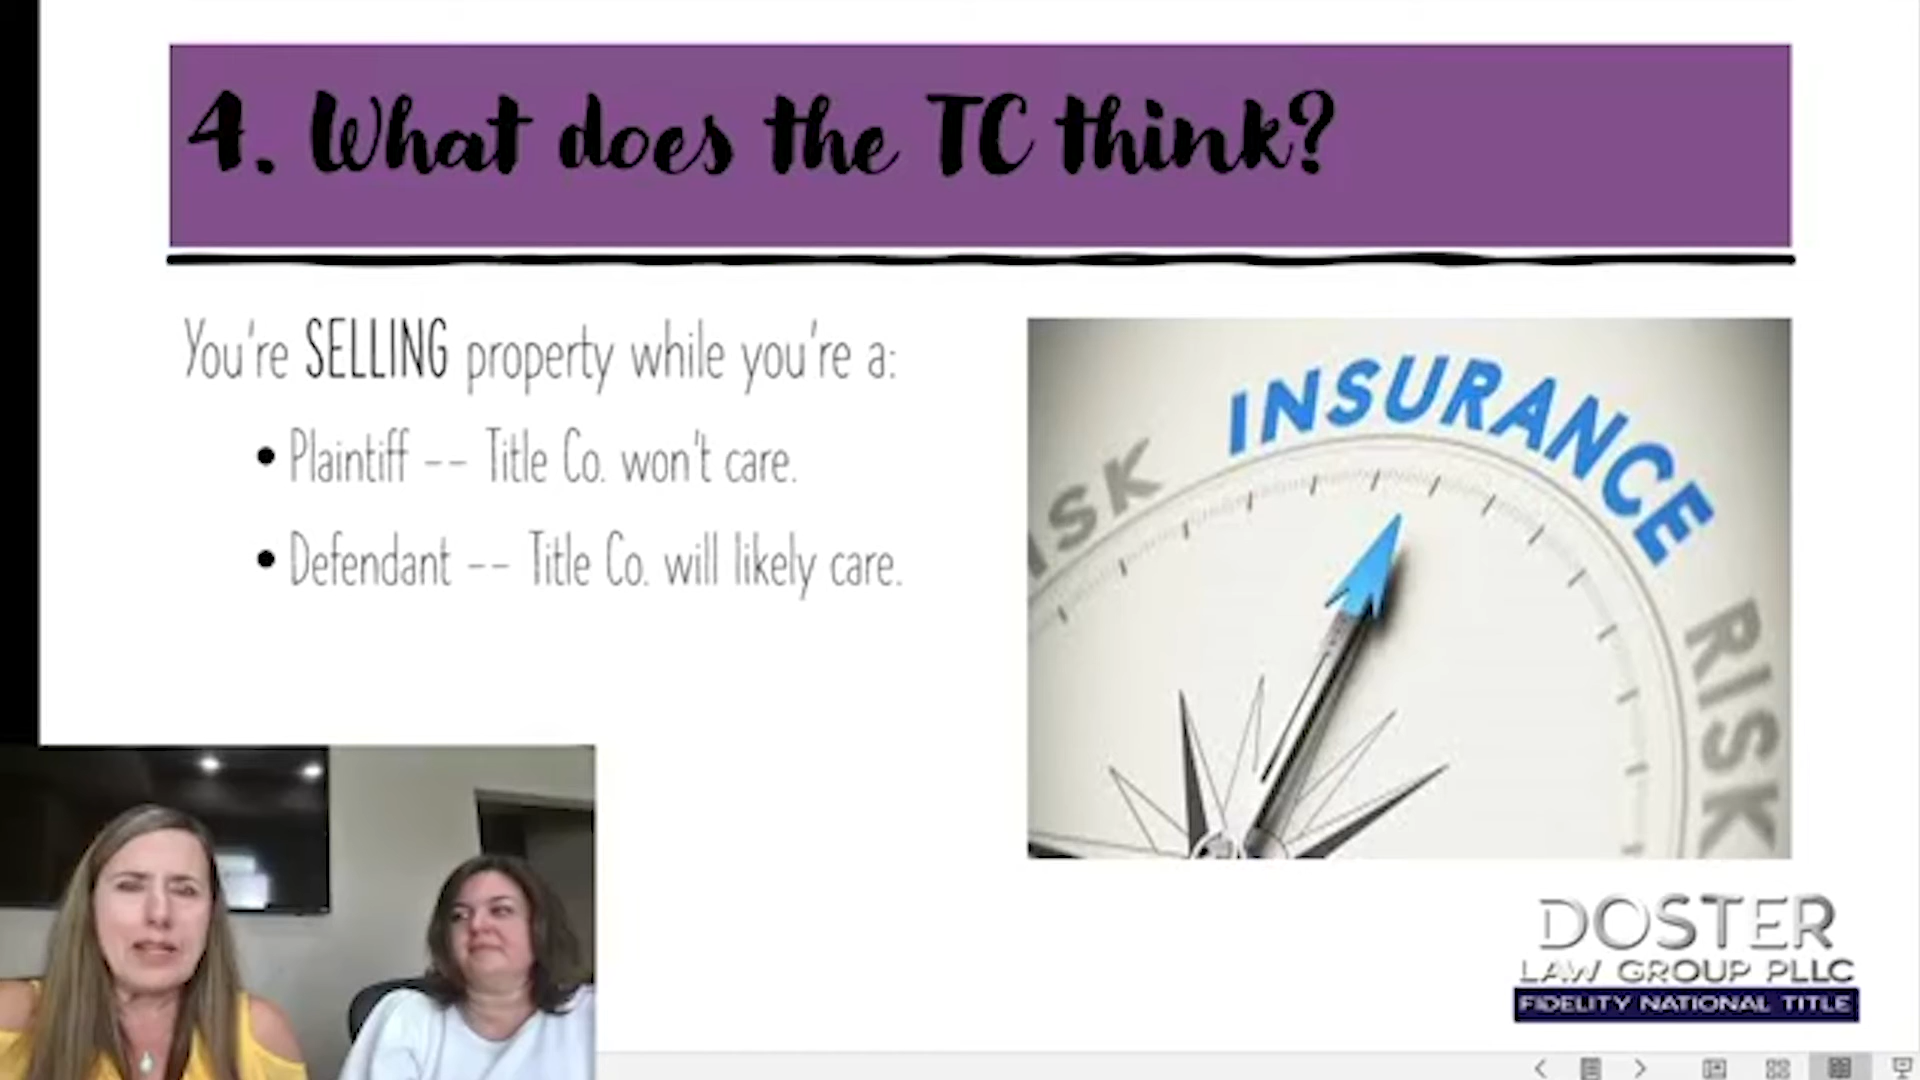 4. What does the TC think?
You're SELLING property while you're a:
• Plaintiff -- Title Co. won't care.
• Defendant -- Title Co. will likely care.
INSURANCE
RISK
RISK
DOSTER
LAW GROUP PLLC
FIDELITY NATIONAL TITLE